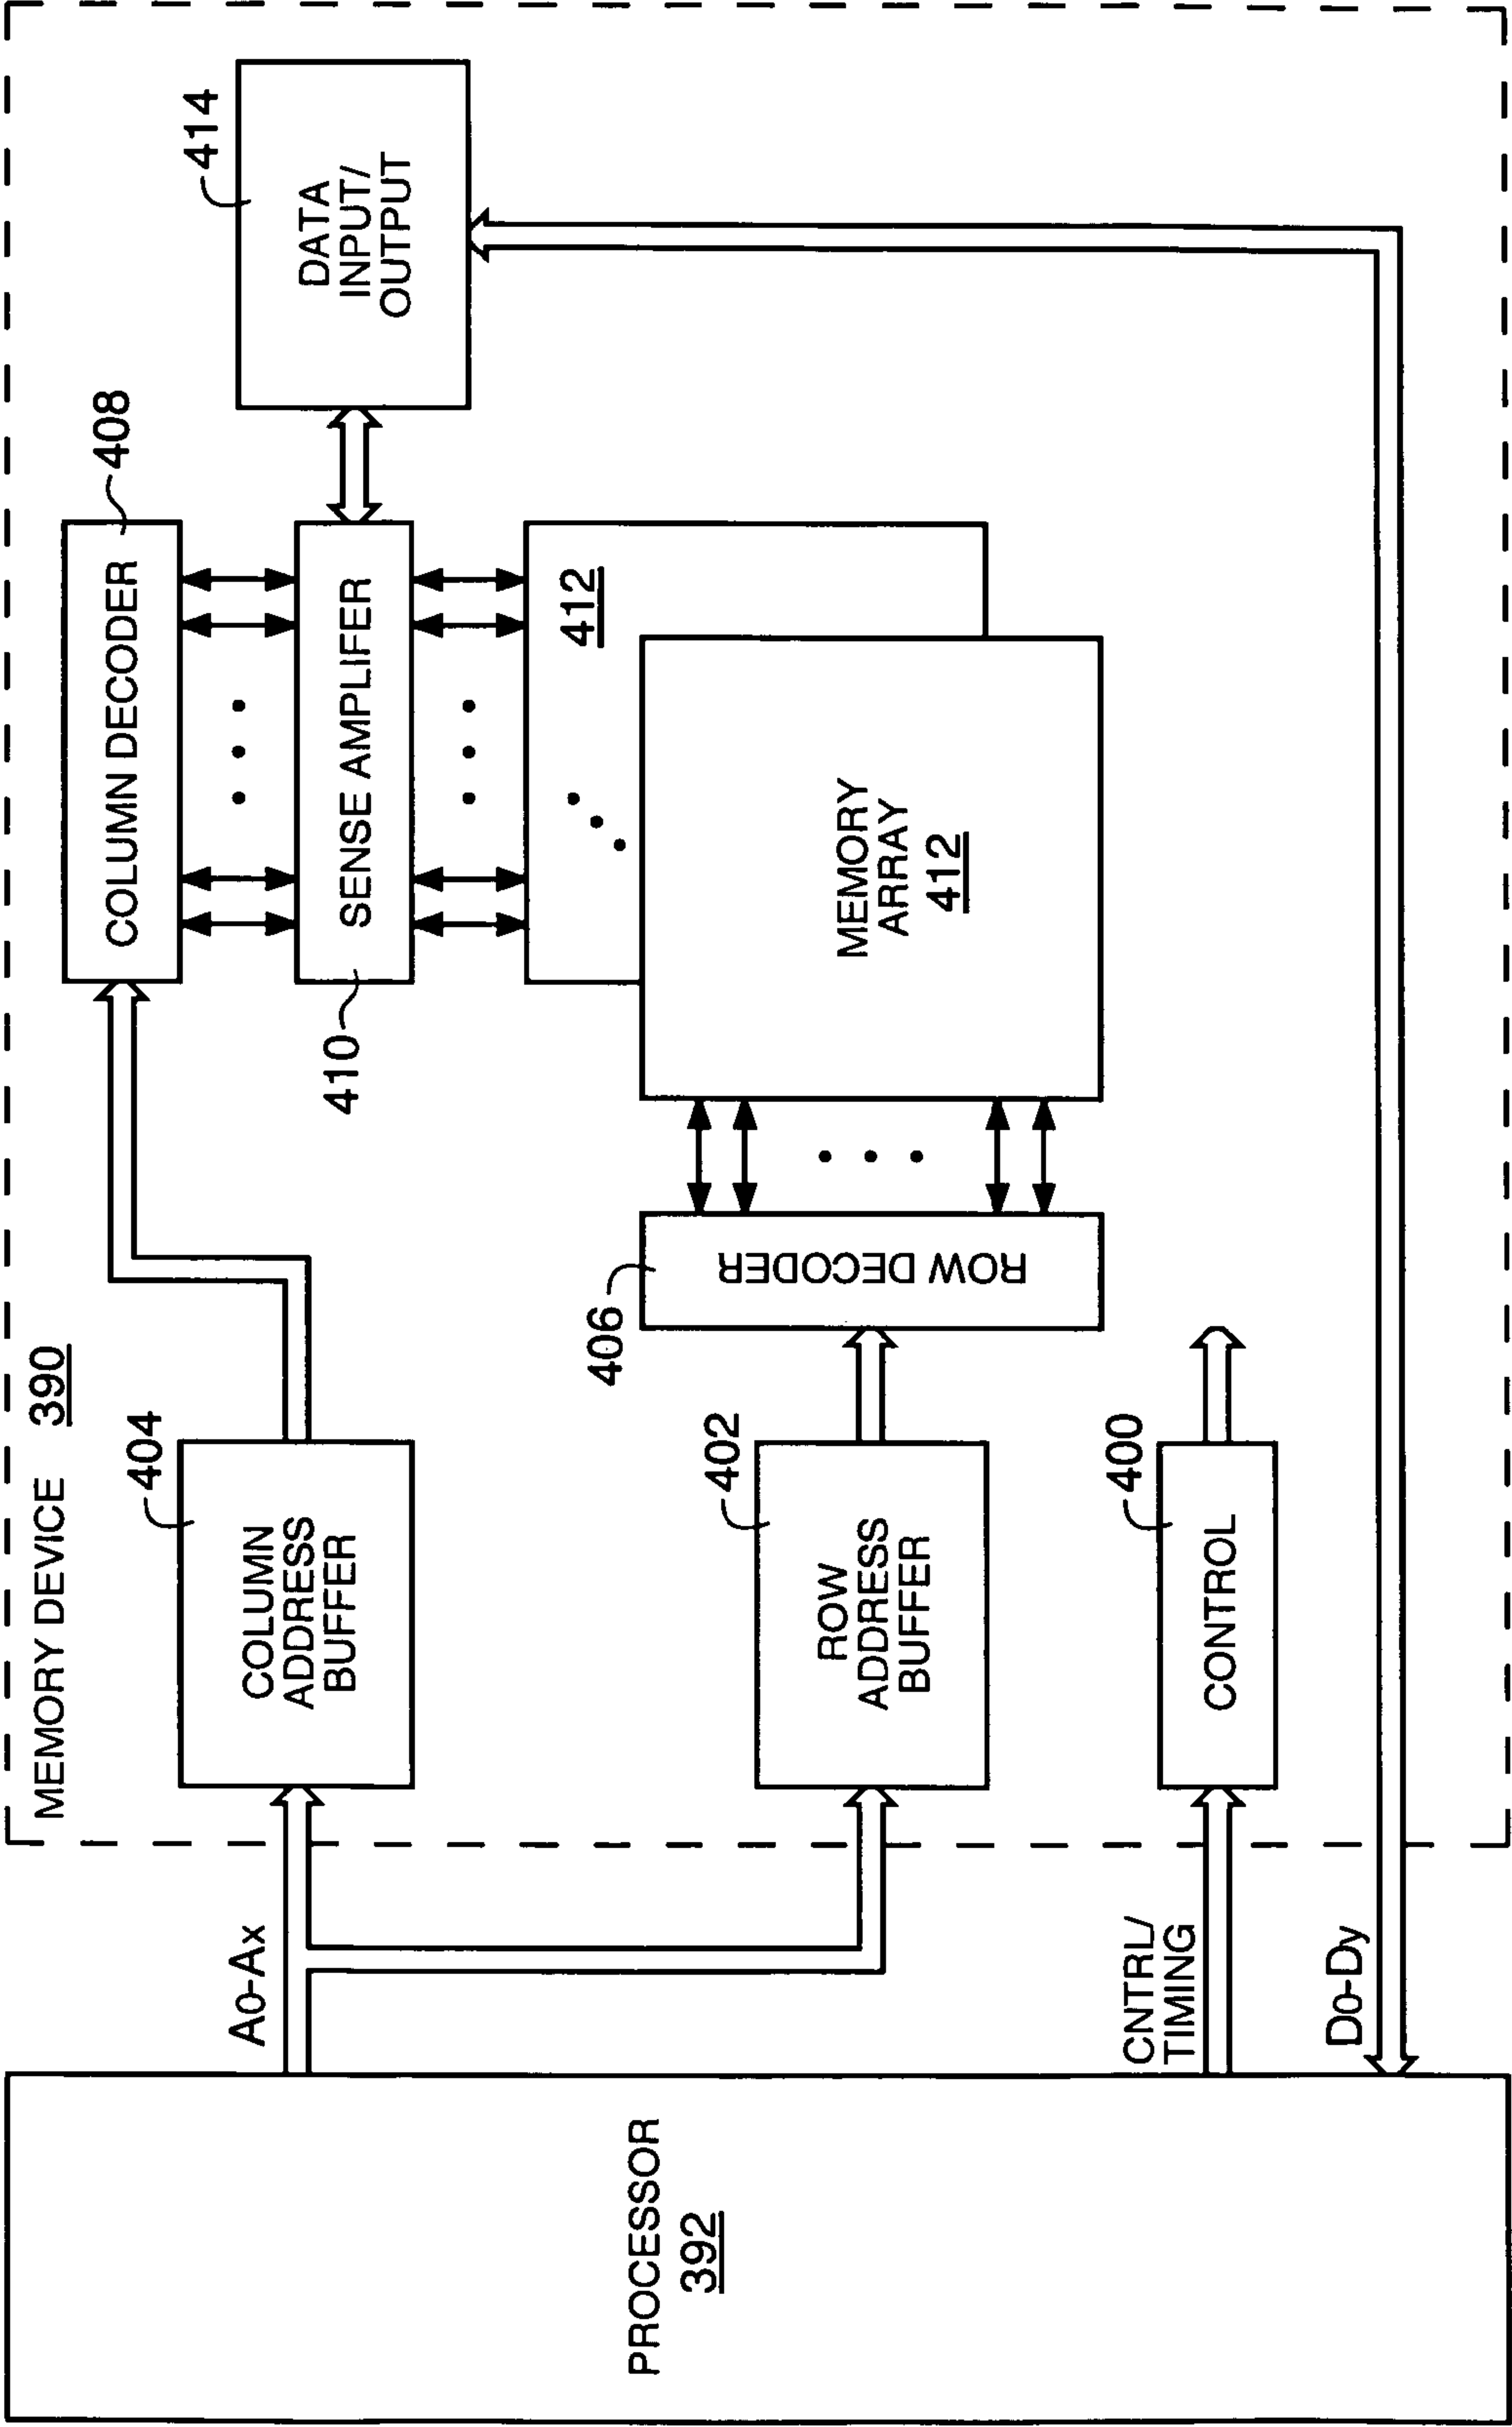 MEMORY DEVICE 390
PROCESSOR
392
A0-Ax
CNTRL/
TIMING
D0-Dy
404
COLUMN
ADDRESS
BUFFER
402
ROW
ADDRESS
BUFFER
400
CONTROL
406
ROW DECODER
408
COLUMN DECODER
410
SENSE AMPLIFER
412
MEMORY
ARRAY
412
414
DATA
INPUT/
OUTPUT